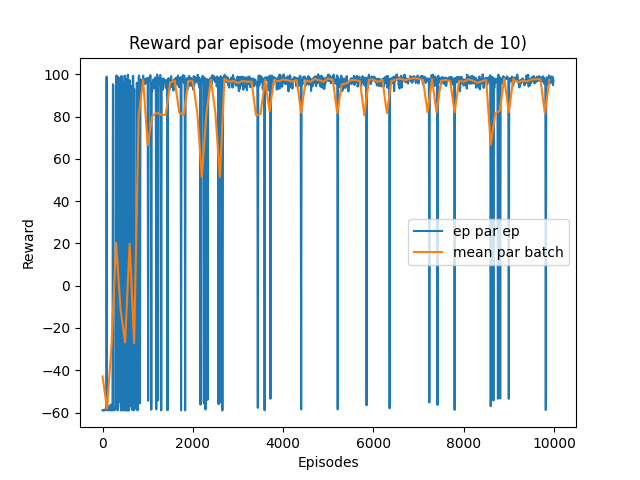 Reward par episode (moyenne par batch de 10)
100
80
60
40
20
0
−20
−40
−60
Reward
ep par ep
mean par batch
0 2000 4000 6000 8000 10000
Episodes